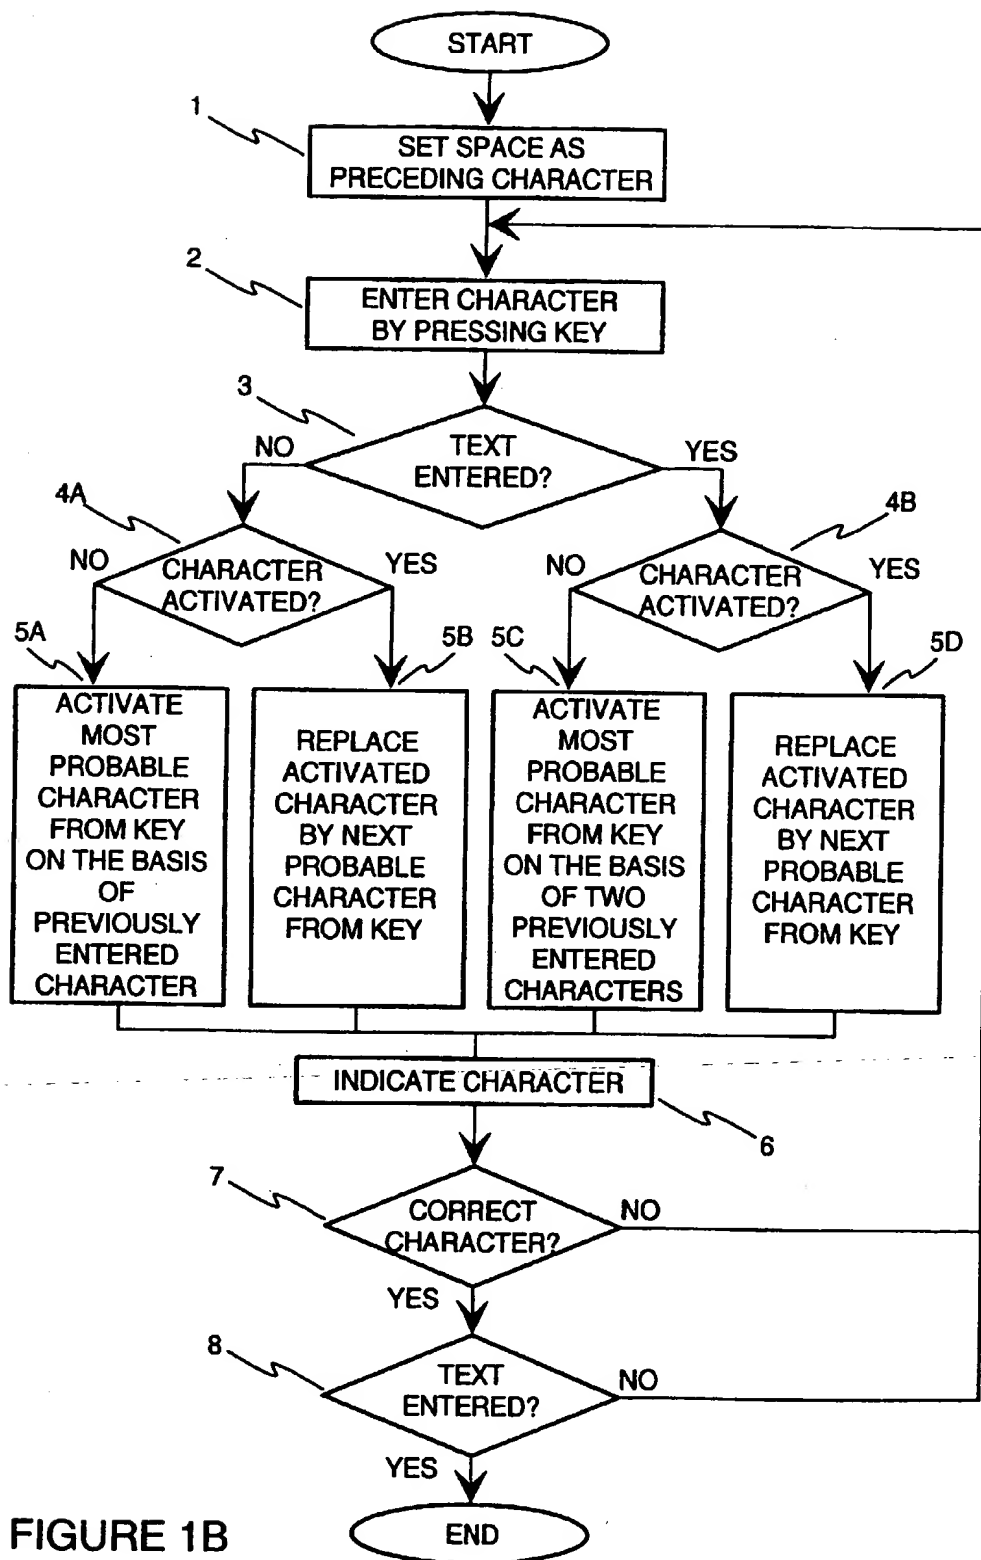 START
1
SET SPACE AS
PRECEDING CHARACTER
2
ENTER CHARACTER
BY PRESSING KEY
3
TEXT
ENTERED?
NO
YES
4A
CHARACTER
ACTIVATED?
NO
YES
4B
CHARACTER
ACTIVATED?
NO
YES
5A
ACTIVATE
MOST
PROBABLE
CHARACTER
FROM KEY
ON THE BASIS
OF
PREVIOUSLY
ENTERED
CHARACTER
5B
REPLACE
ACTIVATED
CHARACTER
BY NEXT
PROBABLE
CHARACTER
FROM KEY
5C
ACTIVATE
MOST
PROBABLE
CHARACTER
FROM KEY
ON THE BASIS
OF TWO
PREVIOUSLY
ENTERED
CHARACTERS
5D
REPLACE
ACTIVATED
CHARACTER
BY NEXT
PROBABLE
CHARACTER
FROM KEY
INDICATE CHARACTER
6
7
CORRECT
CHARACTER?
NO
YES
8
TEXT
ENTERED?
NO
YES
END
FIGURE 1B